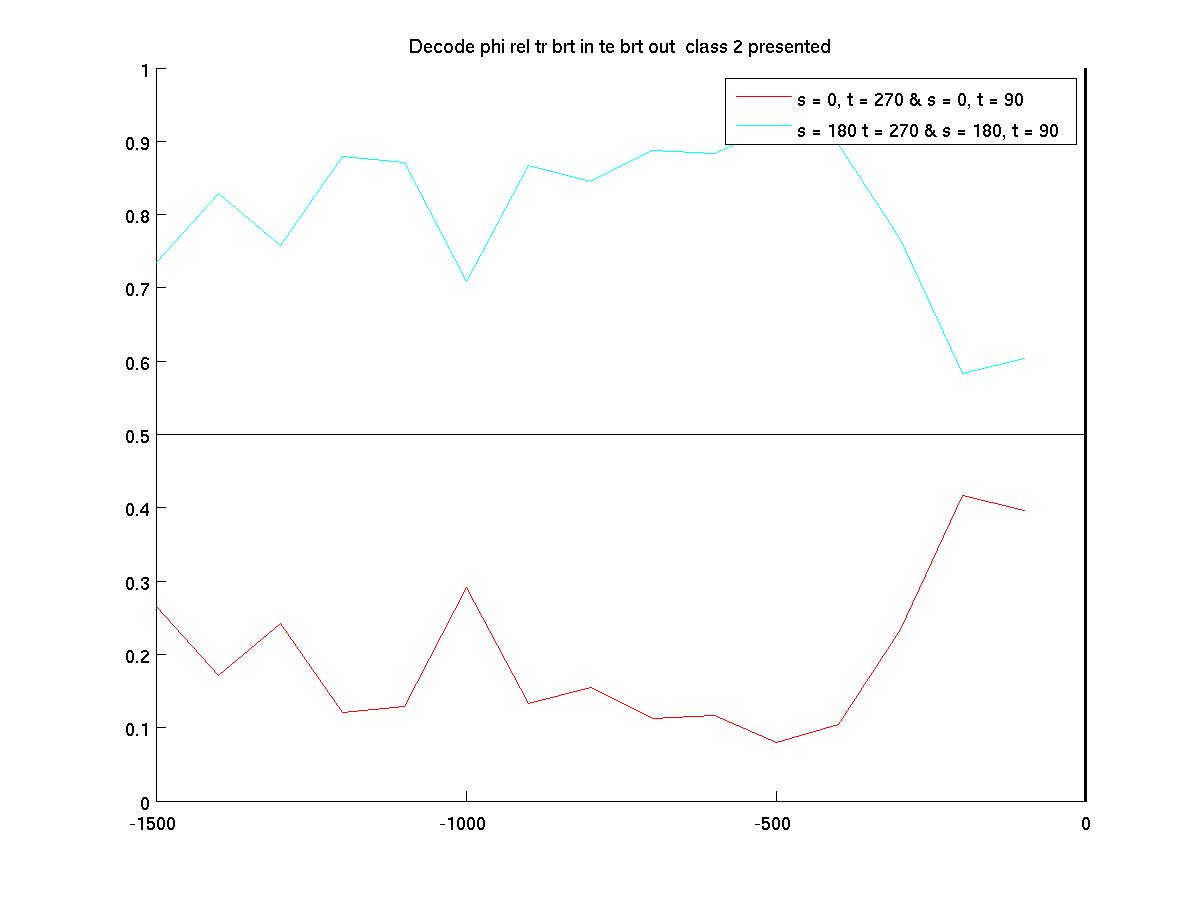 Decode phi rel tr brt in te brt out class 2 presented
s = 0, t = 270 & s = 0, t = 90
s = 180 t = 270 & s = 180, t = 90
1
0.9
0.8
0.7
0.6
0.5
0.4
0.3
0.2
0.1
0
-1500 -1000 -500 0